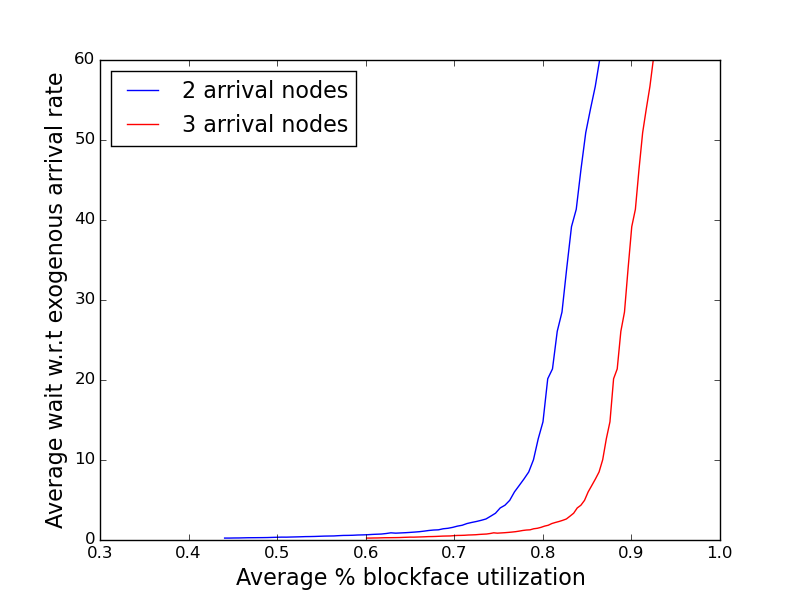 2 arrival nodes
3 arrival nodes
Average wait w.r.t exogenous arrival rate
60
50
40
30
20
10
0
0.3 0.4 0.5 0.6 0.7 0.8 0.9 1.0
Average % blockface utilization